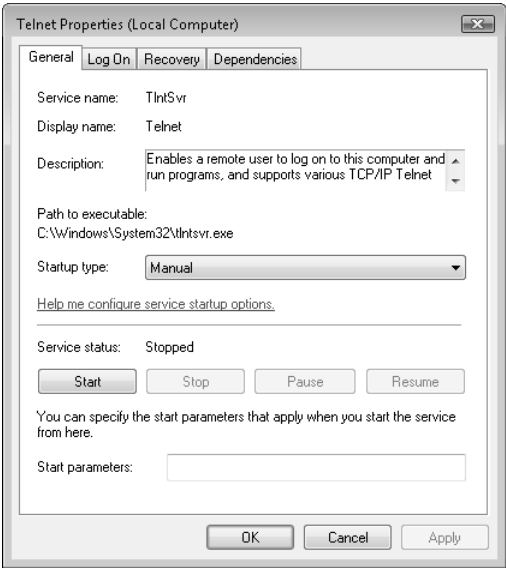 Telnet Properties (Local Computer)
General Log On Recovery Dependencies
Service name: TlntSvr
Display name: Telnet
Description: Enables a remote user to log on to this computer and
run programs, and supports various TCP/IP Telnet
Path to executable:
C:\Windows\System32\tlntsvr.exe
Startup type: Manual
Help me configure service startup options.
Service status: Stopped
Start Stop Pause Resume
You can specify the start parameters that apply when you start the service
from here.
Start parameters:
OK Cancel Apply